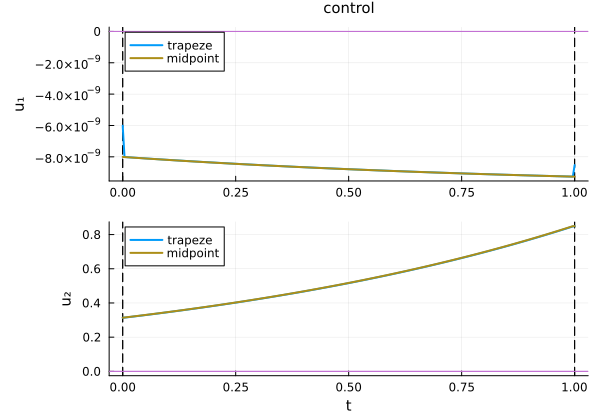 control
0
−2.0×10⁻⁹
−4.0×10⁻⁹
−6.0×10⁻⁹
−8.0×10⁻⁹
u₁
trapeze
midpoint
0.00 0.25 0.50 0.75 1.00
0.8
0.6
0.4
0.2
0.0
u₂
trapeze
midpoint
0.00 0.25 0.50 0.75 1.00
t